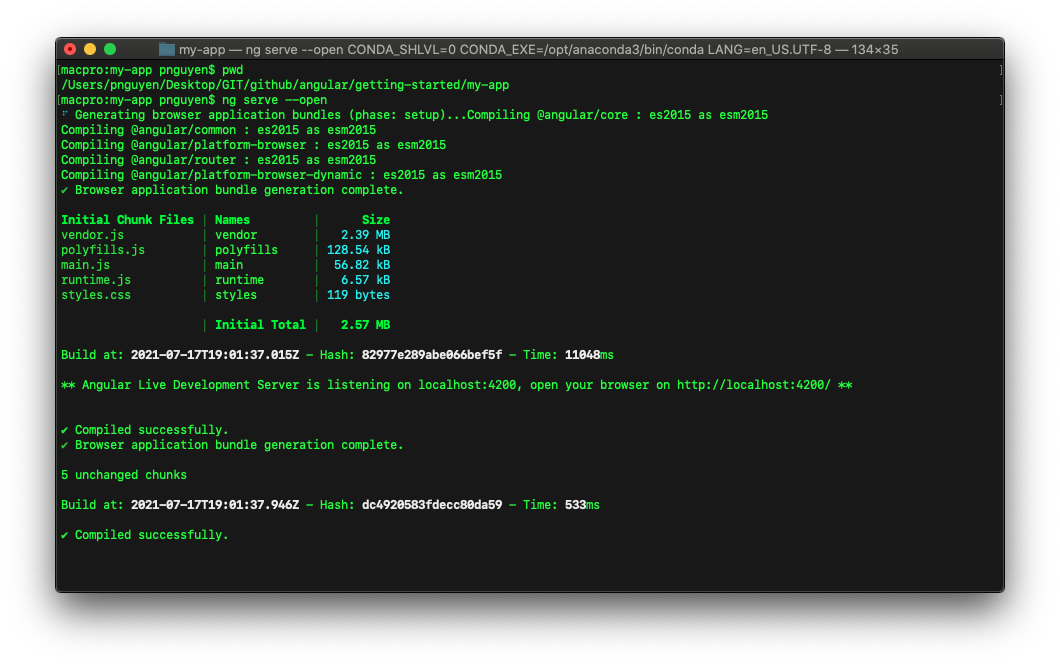 my-app — ng serve --open CONDA_SHLVL=0 CONDA_EXE=/opt/anaconda3/bin/conda LANG=en_US.UTF-8 — 134×35
[macpro:my-app pnguyen$ pwd ]
/Users/pnguyen/Desktop/GIT/github/angular/getting-started/my-app
[macpro:my-app pnguyen$ ng serve --open ]
⠋ Generating browser application bundles (phase: setup)...Compiling @angular/core : es2015 as esm2015
Compiling @angular/common : es2015 as esm2015
Compiling @angular/platform-browser : es2015 as esm2015
Compiling @angular/router : es2015 as esm2015
Compiling @angular/platform-browser-dynamic : es2015 as esm2015
✔ Browser application bundle generation complete.
Initial Chunk Files | Names | Size
vendor.js | vendor | 2.39 MB
polyfills.js | polyfills | 128.54 kB
main.js | main | 56.82 kB
runtime.js | runtime | 6.57 kB
styles.css | styles | 119 bytes
| Initial Total | 2.57 MB
Build at: 2021-07-17T19:01:37.015Z - Hash: 82977e289abe066bef5f - Time: 11048ms
** Angular Live Development Server is listening on localhost:4200, open your browser on http://localhost:4200/ **
✔ Compiled successfully.
✔ Browser application bundle generation complete.
5 unchanged chunks
Build at: 2021-07-17T19:01:37.946Z - Hash: dc4920583fdecc80da59 - Time: 533ms
✔ Compiled successfully.